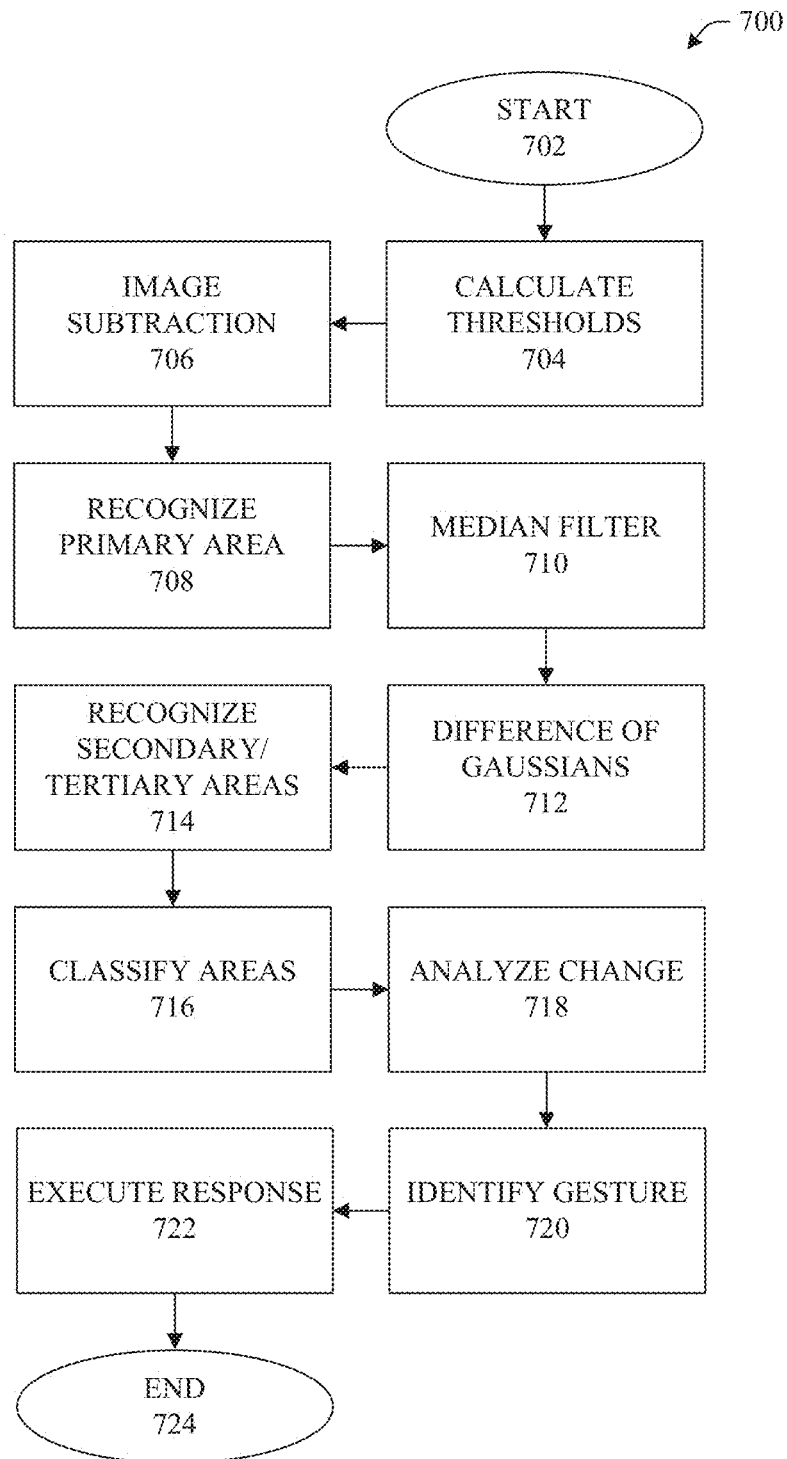 700
START
702
CALCULATE
THRESHOLDS
704
IMAGE
SUBTRACTION
706
RECOGNIZE
PRIMARY AREA
708
MEDIAN FILTER
710
DIFFERENCE OF
GAUSSIANS
712
RECOGNIZE
SECONDARY/
TERTIARY AREAS
714
CLASSIFY AREAS
716
ANALYZE CHANGE
718
IDENTIFY GESTURE
720
EXECUTE RESPONSE
722
END
724